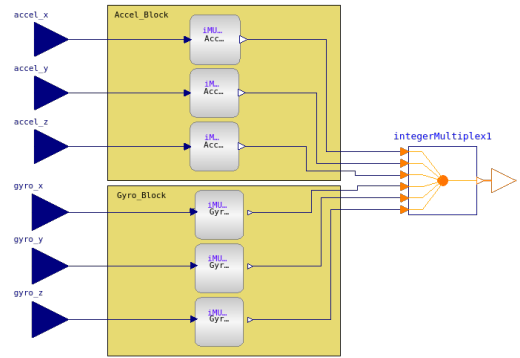 accel_x
Accel_Block
iMU...
Acc...
accel_y
iM...
Acc...
accel_z
iM...
Acc...
integerMultiplex1
gyro_x
Gyro_Block
iMU...
Gyr...
gyro_y
iMU...
Gyr...
gyro_z
iMU...
Gyr...